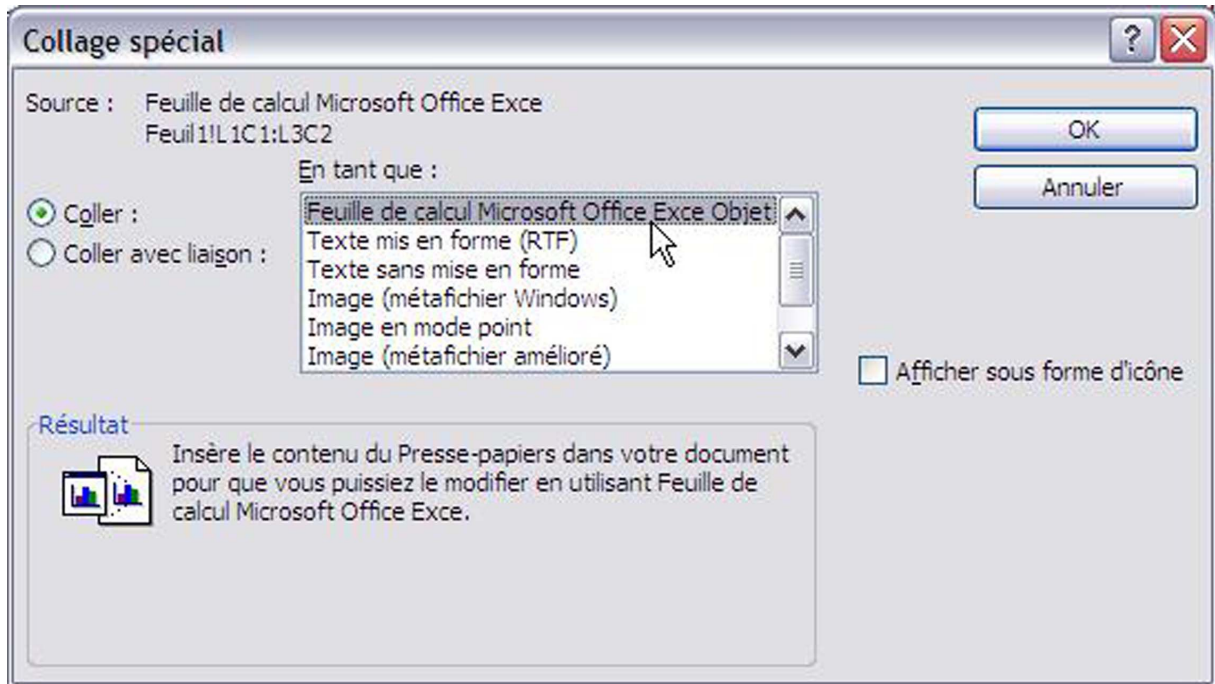 Collage spécial
Source : Feuille de calcul Microsoft Office Exce
Feuil1!L1C1:L3C2
OK
Annuler
En tant que :
Coller :
Coller avec liaison :
Feuille de calcul Microsoft Office Exce Objet
Texte mis en forme (RTF)
Texte sans mise en forme
Image (métafichier Windows)
Image en mode point
Image (métafichier amélioré)
Afficher sous forme d'icône
Résultat
Insère le contenu du Presse-papiers dans votre document
pour que vous puissiez le modifier en utilisant Feuille de
calcul Microsoft Office Exce.